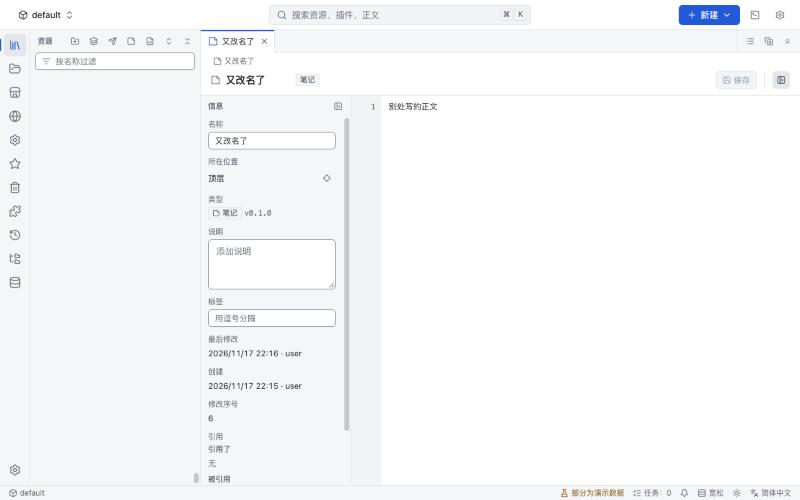 default
搜索资源、插件、正文
⌘ K
新建
资源
按名称过滤
又改名了
又改名了
又改名了
笔记
保存
信息
名称
又改名了
所在位置
顶层
类型
笔记 v0.1.0
说明
添加说明
标签
用逗号分隔
最后修改
2026/11/17 22:16 · user
创建
2026/11/17 22:15 · user
修改序号
6
引用
引用了
无
被引用
1
别处写的正文
default
部分为演示数据
任务: 0
宽松
简体中文